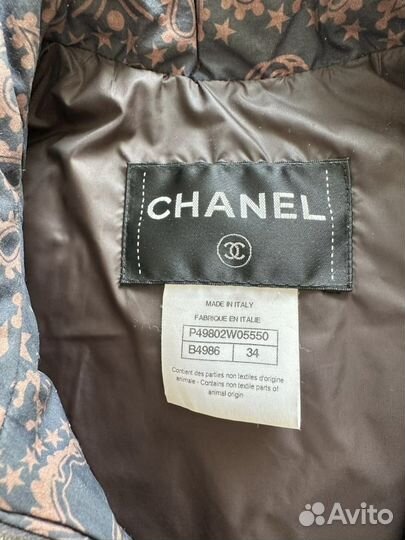 CHANEL
MADE IN ITALY
FABRIQUE EN ITALIE
P49802W05550
B4986 34
Contient des parties non textiles d'origine
animale - Contains non textile parts of
animal origin
Avito